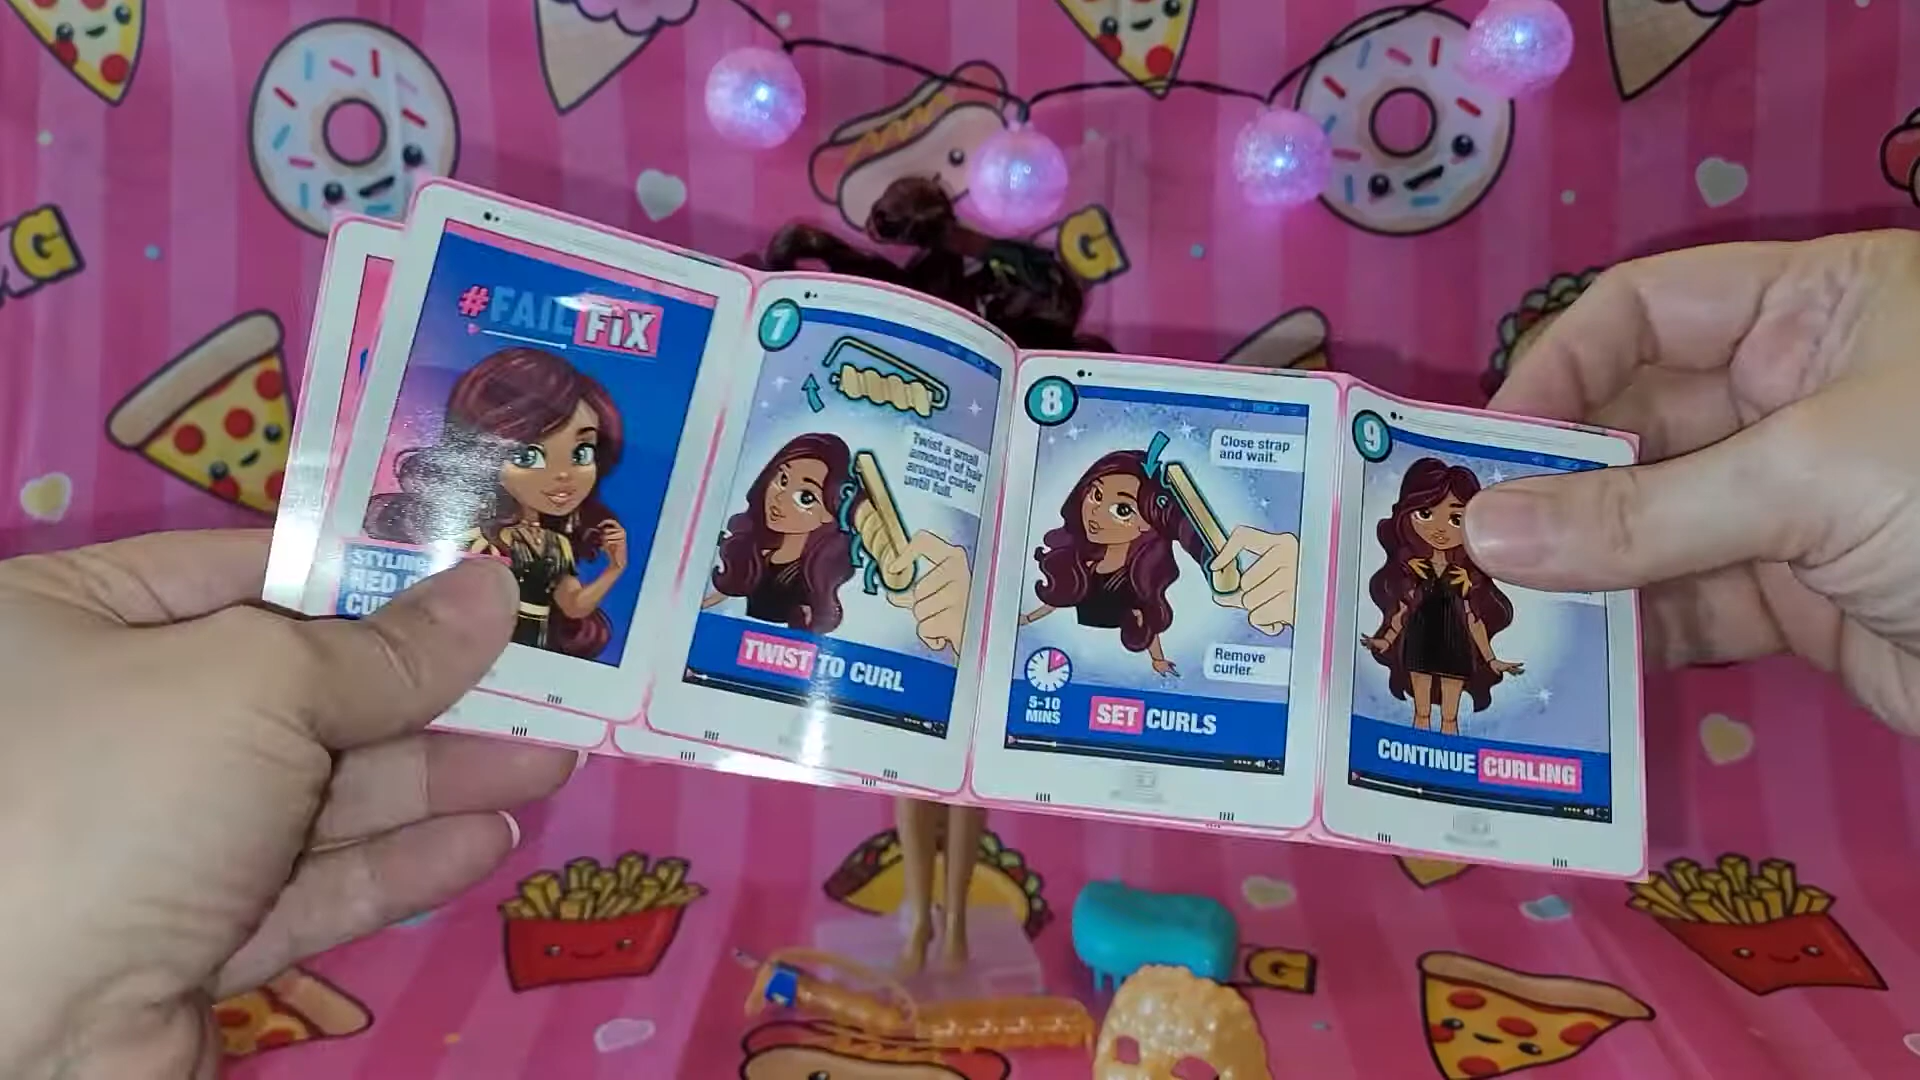 #FAIL FiX
STYLING
RED C
7
Twist a small
amount of hair
around curler
until full.
TWIST TO CURL
8
Close strap
and wait.
Remove
curler.
5-10
MINS
SET CURLS
9
CONTINUE CURLING
G
G
G